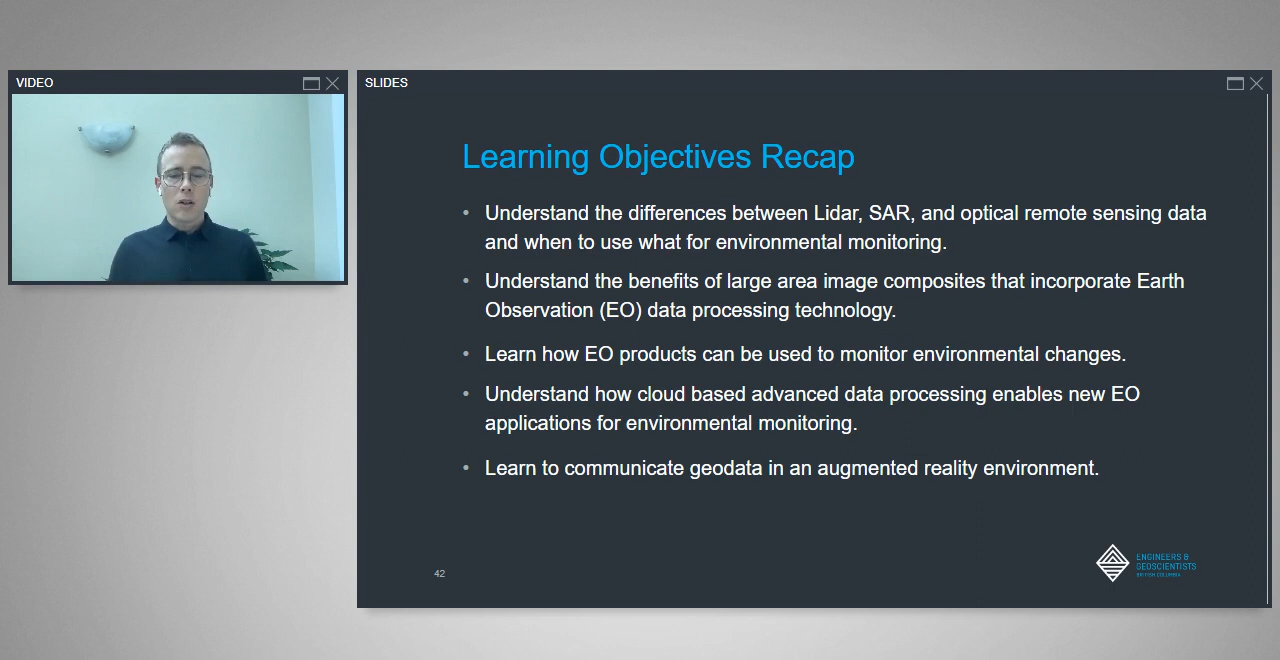 VIDEO
SLIDES
Learning Objectives Recap
• Understand the differences between Lidar, SAR, and optical remote sensing data
and when to use what for environmental monitoring.
• Understand the benefits of large area image composites that incorporate Earth
Observation (EO) data processing technology.
• Learn how EO products can be used to monitor environmental changes.
• Understand how cloud based advanced data processing enables new EO
applications for environmental monitoring.
• Learn to communicate geodata in an augmented reality environment.
42
ENGINEERS &
GEOSCIENTISTS
BRITISH COLUMBIA